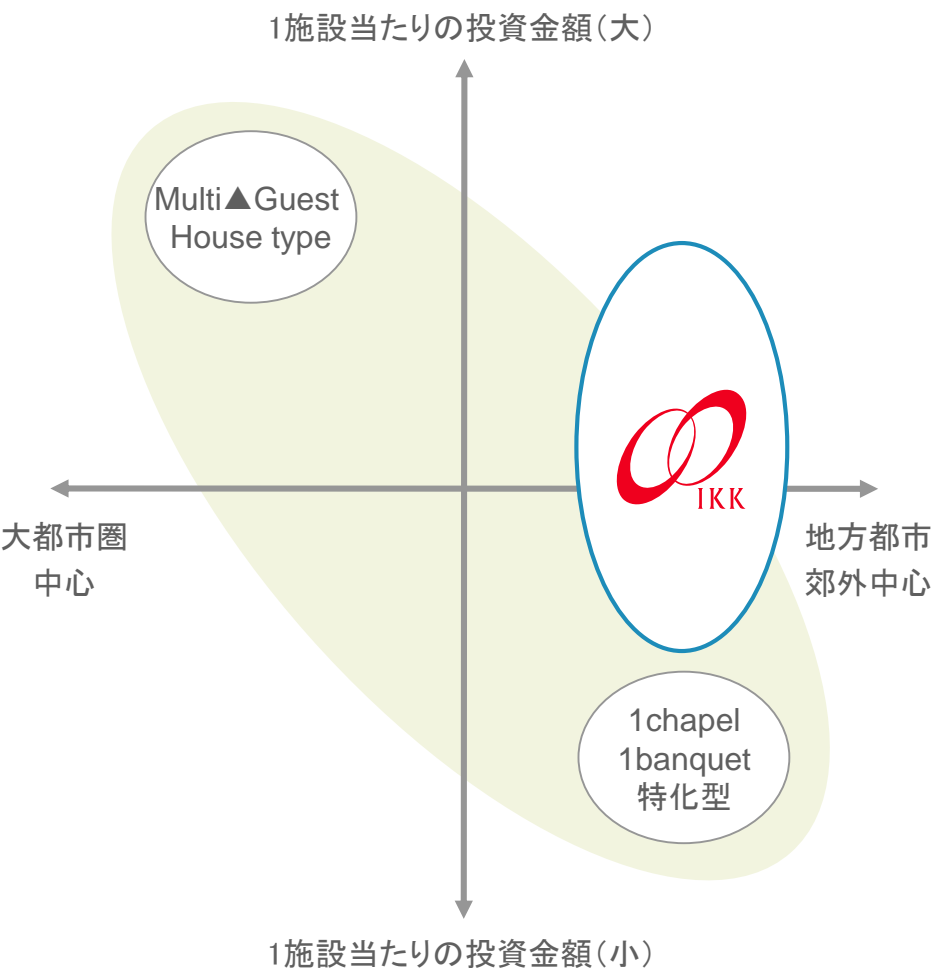 1施設当たりの投資金額(大)
Multi▲Guest
House type
IKK
大都市圏
中心
地方都市
郊外中心
1chapel
1banquet
特化型
1施設当たりの投資金額(小)